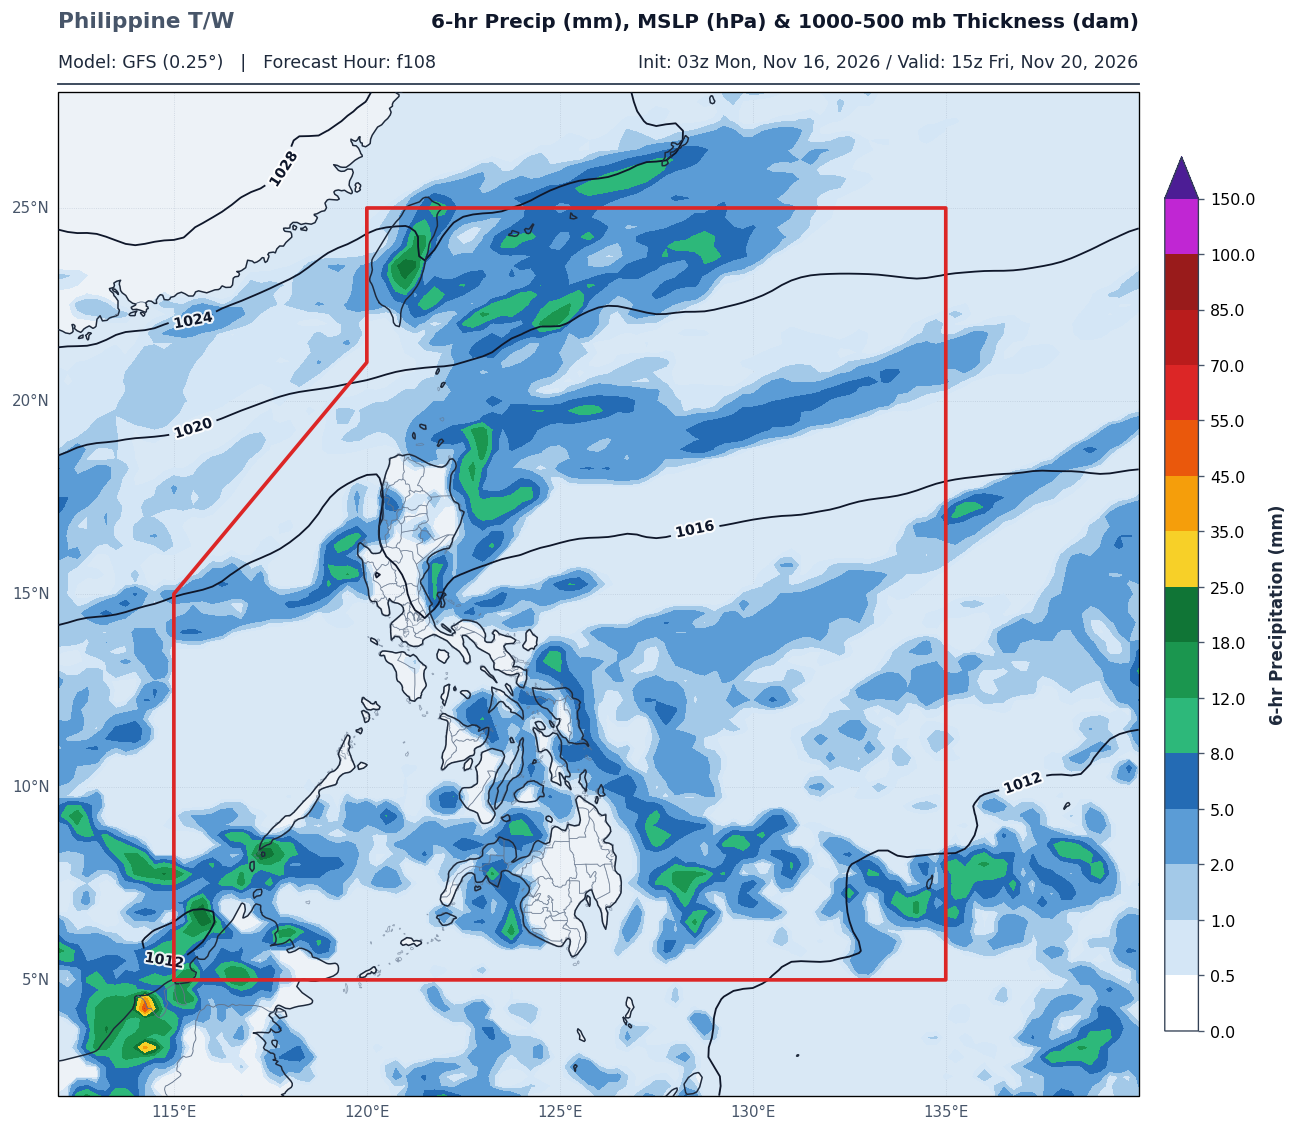 Philippine T/W
6-hr Precip (mm), MSLP (hPa) & 1000-500 mb Thickness (dam)
Model: GFS (0.25°) | Forecast Hour: f108
Init: 03z Mon, Nov 16, 2026 / Valid: 15z Fri, Nov 20, 2026
1028
1024
1020
1016
1012
1012
25°N
20°N
15°N
10°N
5°N
115°E
120°E
125°E
130°E
135°E
150.0
100.0
85.0
70.0
55.0
45.0
35.0
25.0
18.0
12.0
8.0
5.0
2.0
1.0
0.5
0.0
6-hr Precipitation (mm)